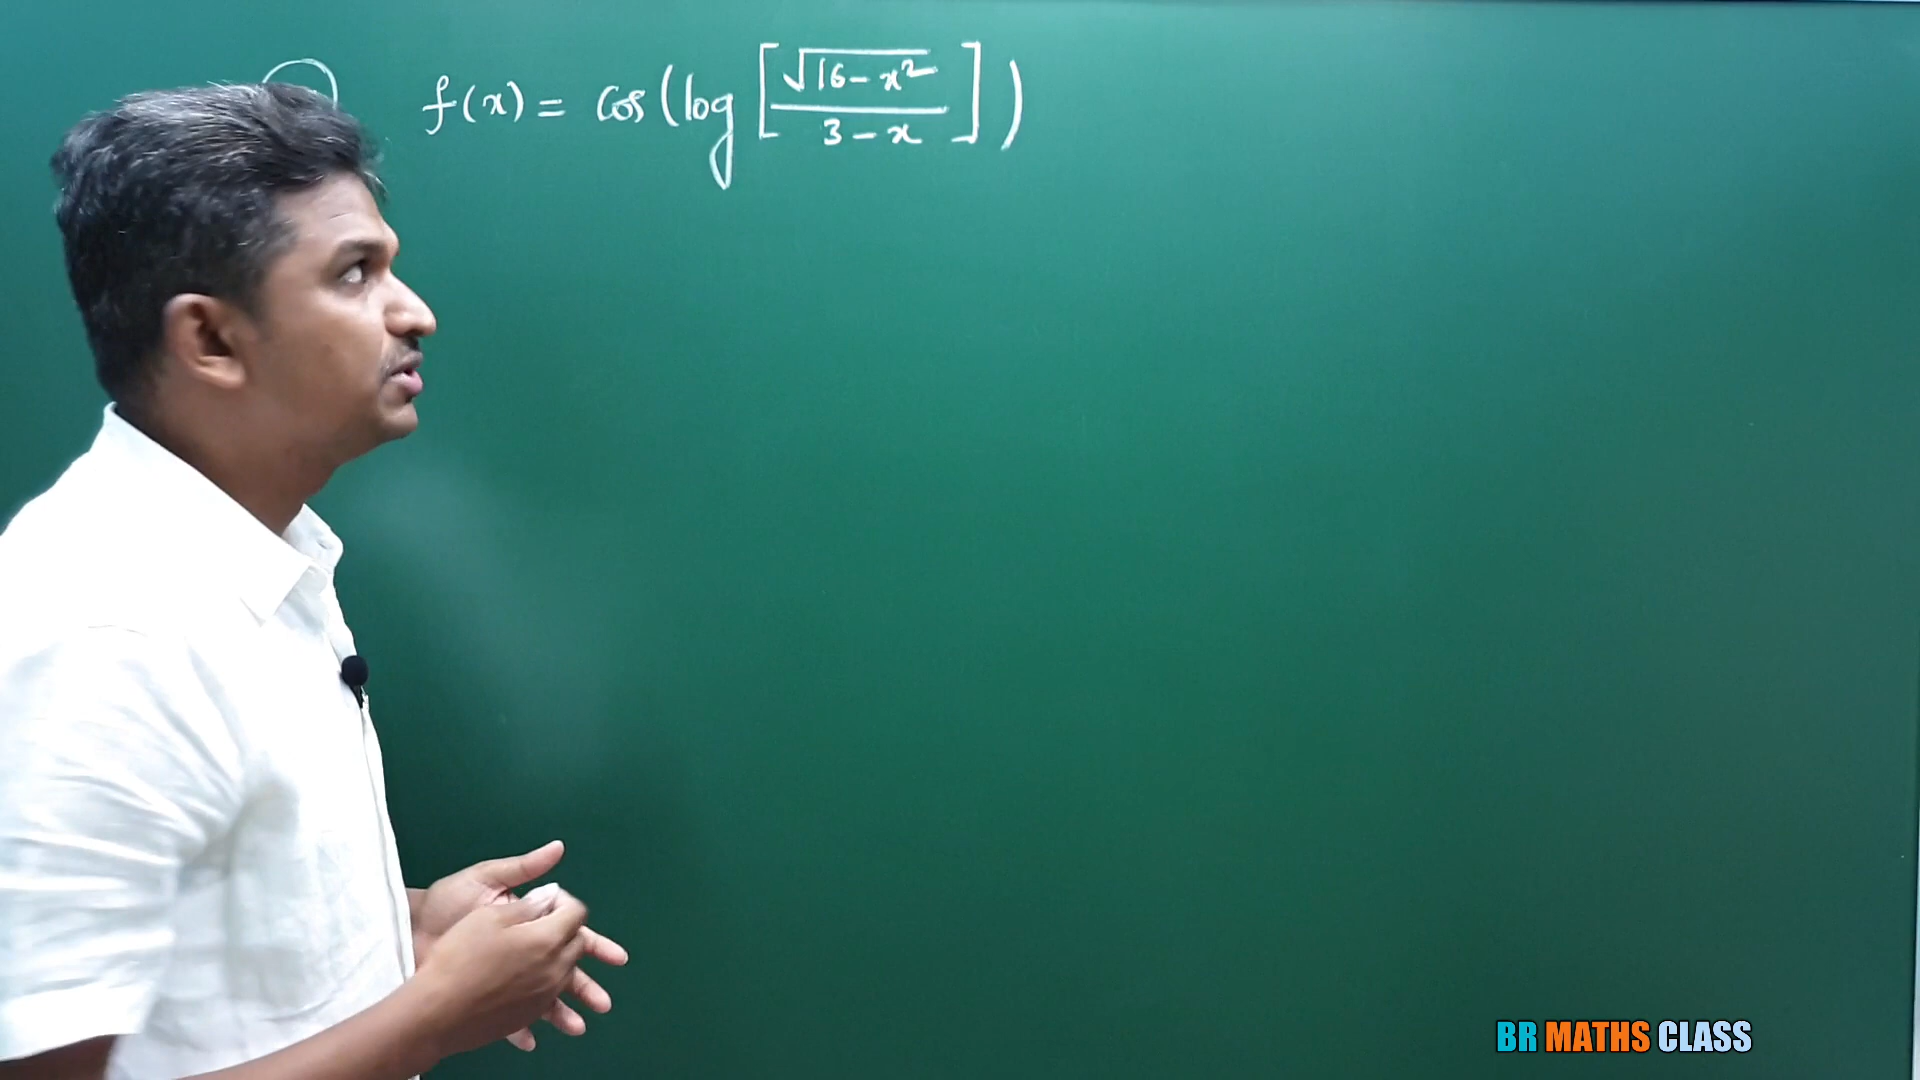 f(x) = cos(log[√16-x² / 3-x])
BR MATHS CLASS